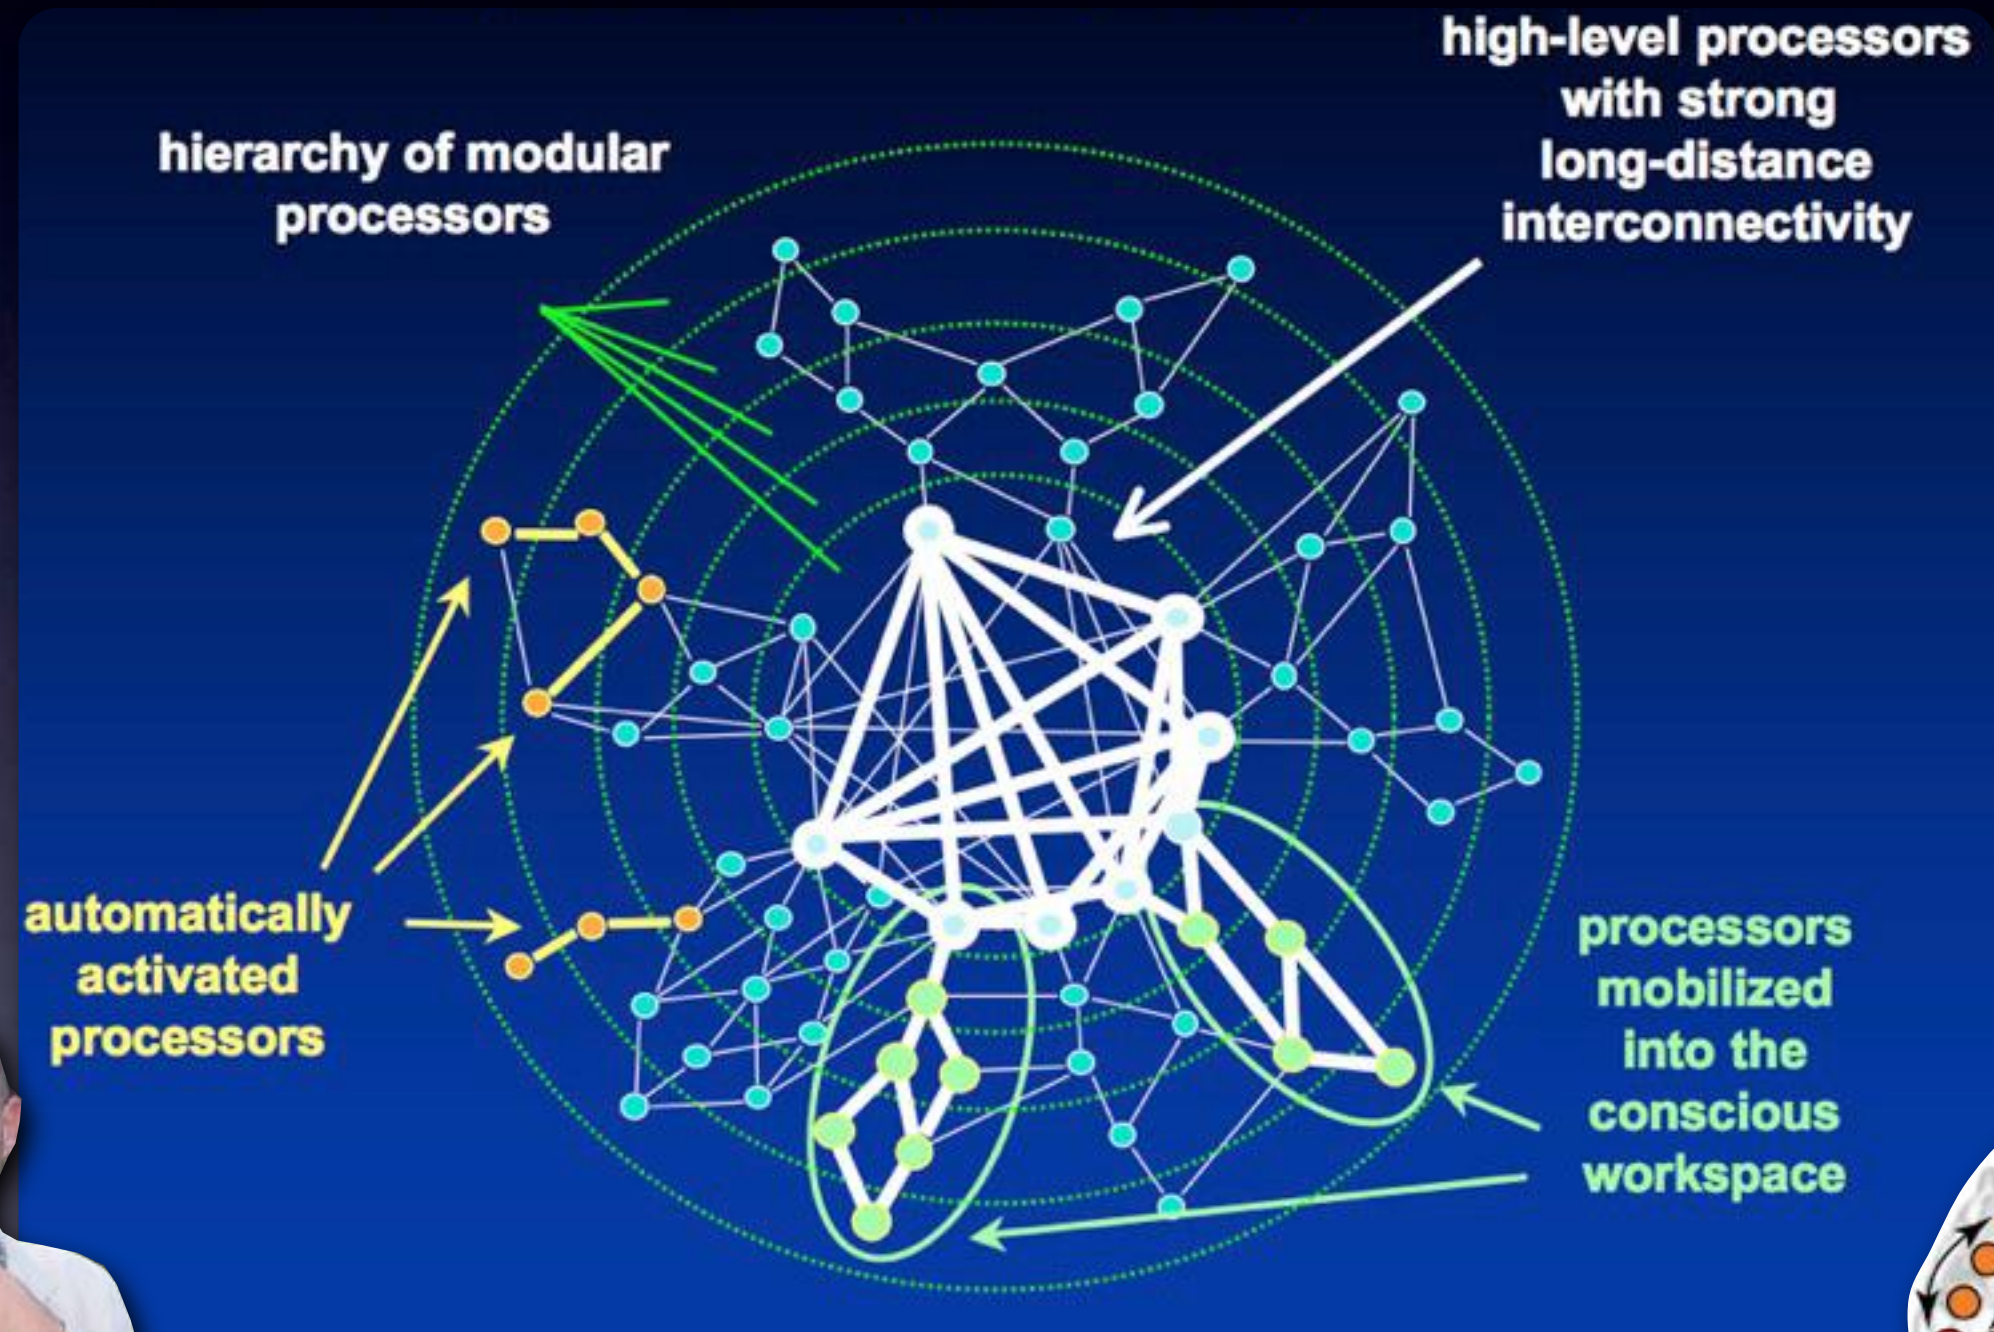 high-level processors
with strong
long-distance
interconnectivity
hierarchy of modular
processors
automatically
activated
processors
processors
mobilized
into the
conscious
workspace